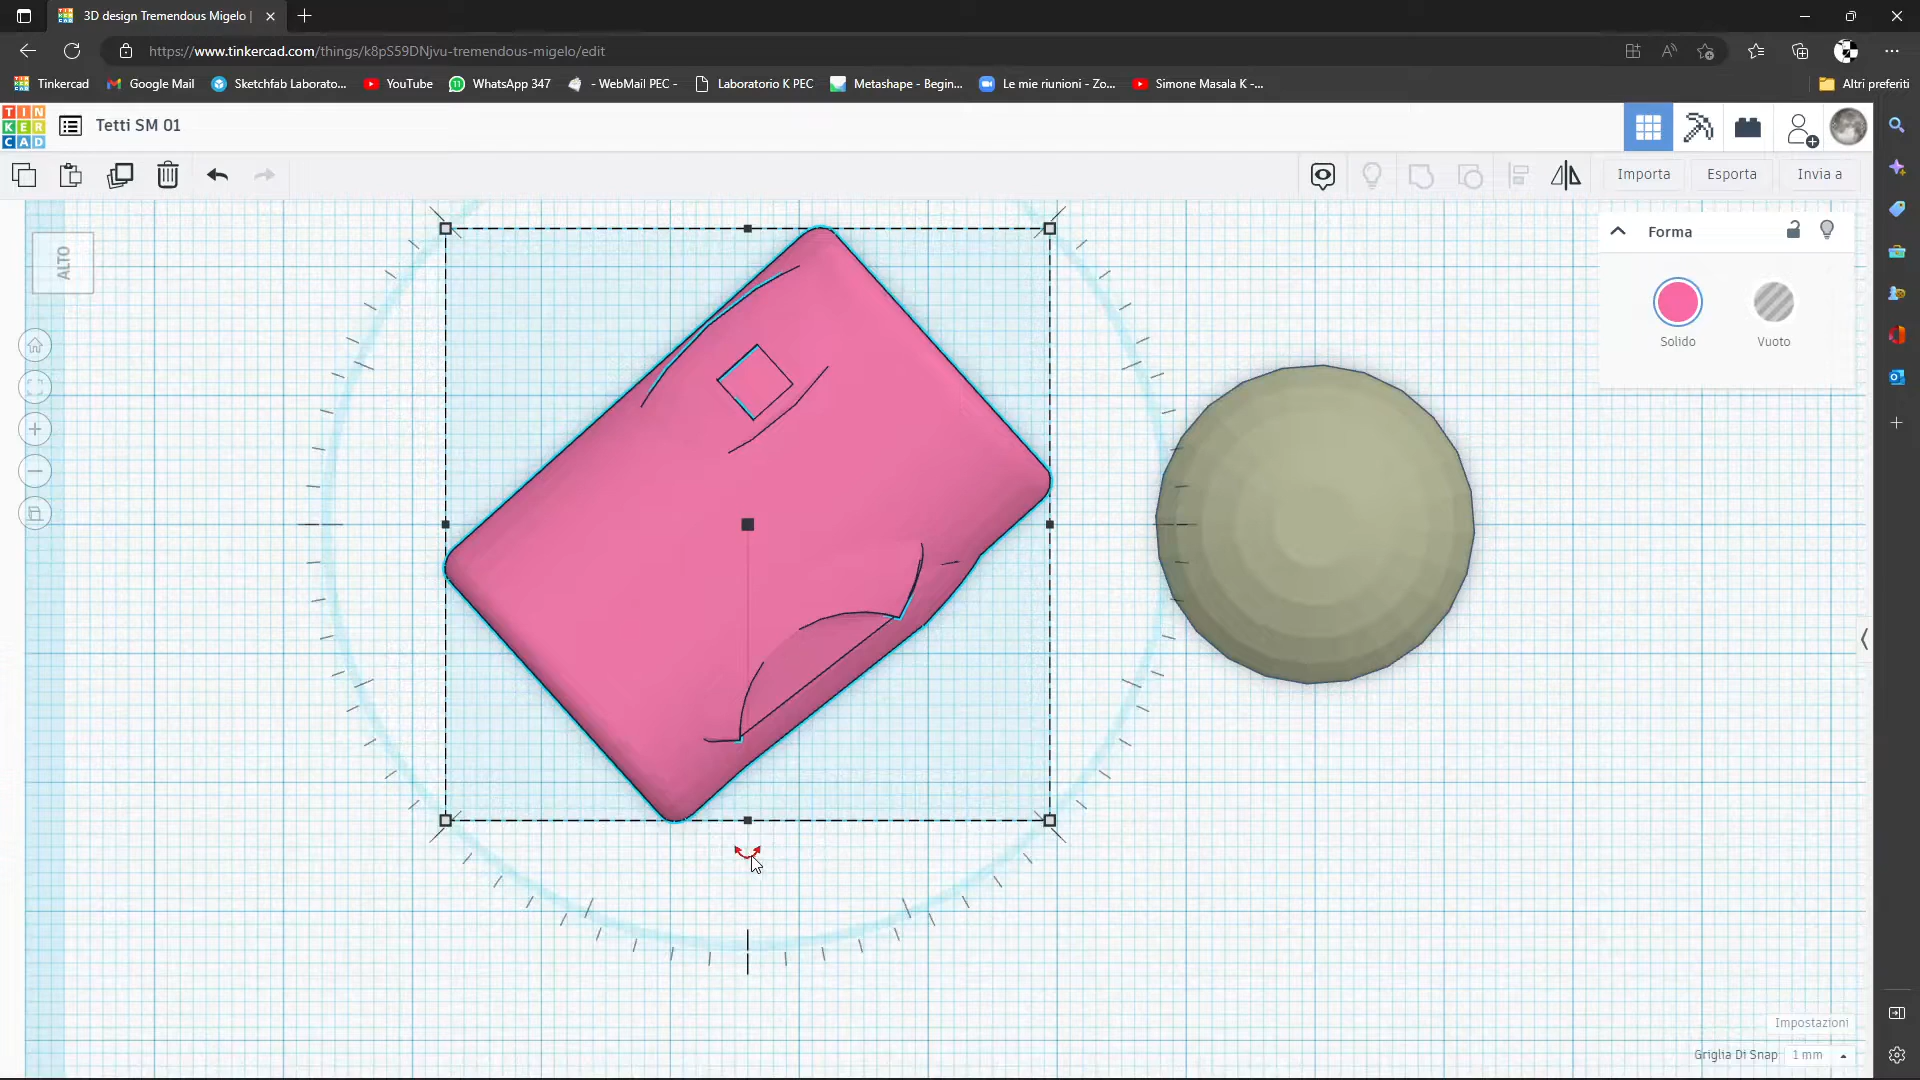 3D design Tremendous Migelo |
https://www.tinkercad.com/things/k8pS59DNjvu-tremendous-migelo/edit
Tinkercad
Google Mail
Sketchfab Laborato...
YouTube
WhatsApp 347
- WebMail PEC -
Laboratorio K PEC
Metashape - Begin...
Le mie riunioni - Zo...
Simone Masala K -...
Altri preferiti
TIN
KER
CAD
Tetti SM 01
Importa
Esporta
Invia a
ALTO
Forma
Solido
Vuoto
Impostazioni
Griglia Di Snap 1 mm